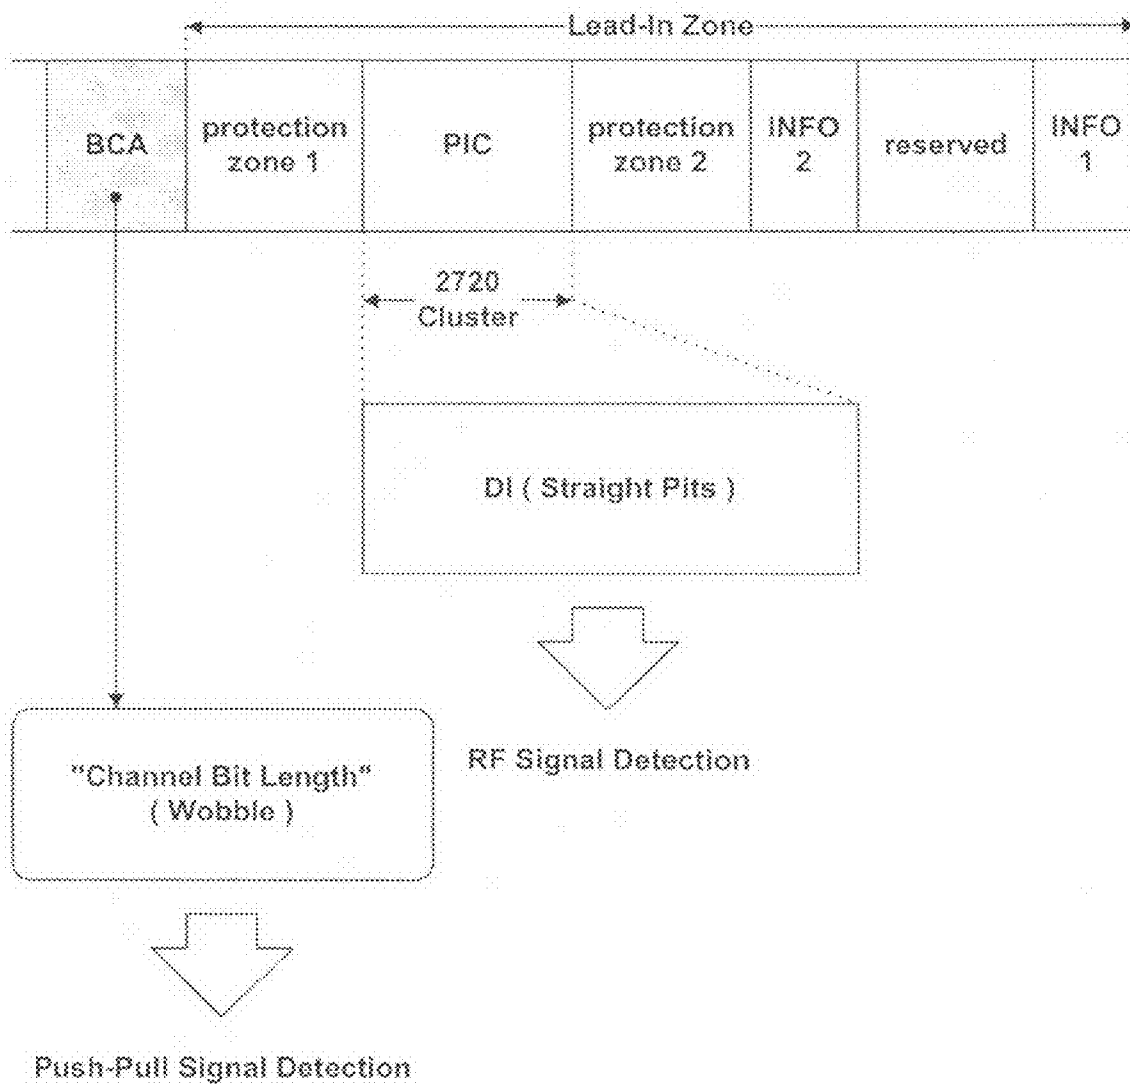 Lead-In Zone
BCA
protection
zone 1
PIC
protection
zone 2
INFO
2
reserved
INFO
1
2720
Cluster
DI ( Straight Pits )
RF Signal Detection
"Channel Bit Length"
( Wobble )
Push-Pull Signal Detection